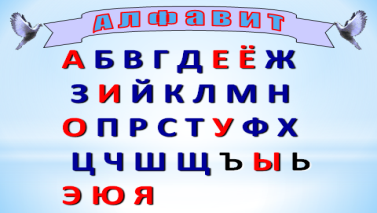 АЛФАВИТ
А Б В Г Д Е Ё Ж
З И Й К Л М Н
О П Р С Т У Ф Х
Ц Ч Ш Щ Ъ Ы Ь
Э Ю Я